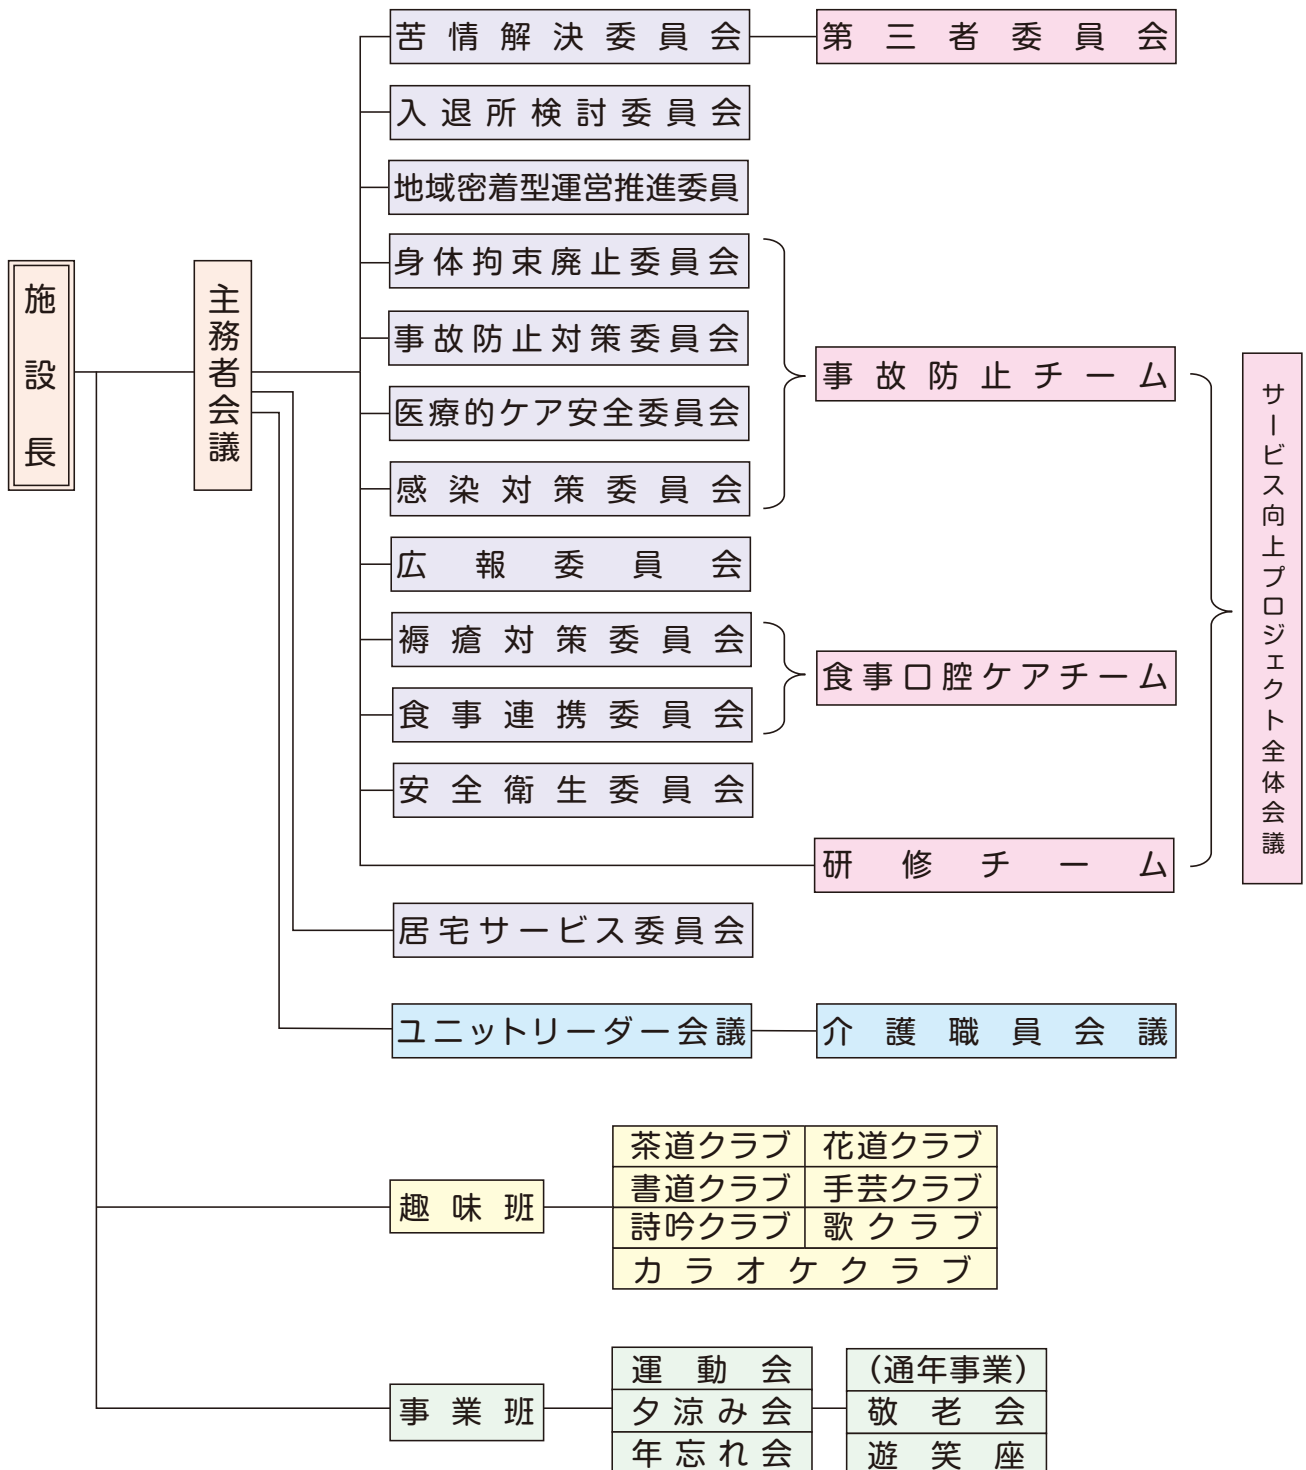 施設長
主務者会議
苦情解決委員会
第三者委員会
入退所検討委員会
地域密着型運営推進委員
身体拘束廃止委員会
事故防止対策委員会
医療的ケア安全委員会
感染対策委員会
事故防止チーム
広報委員会
褥瘡対策委員会
食事連携委員会
食事口腔ケアチーム
安全衛生委員会
研修チーム
サービス向上プロジェクト全体会議
居宅サービス委員会
ユニットリーダー会議
介護職員会議
趣味班
茶道クラブ
花道クラブ
書道クラブ
手芸クラブ
詩吟クラブ
歌クラブ
カラオケクラブ
事業班
運動会
夕涼み会
年忘れ会
（通年事業）
敬老会
遊笑座